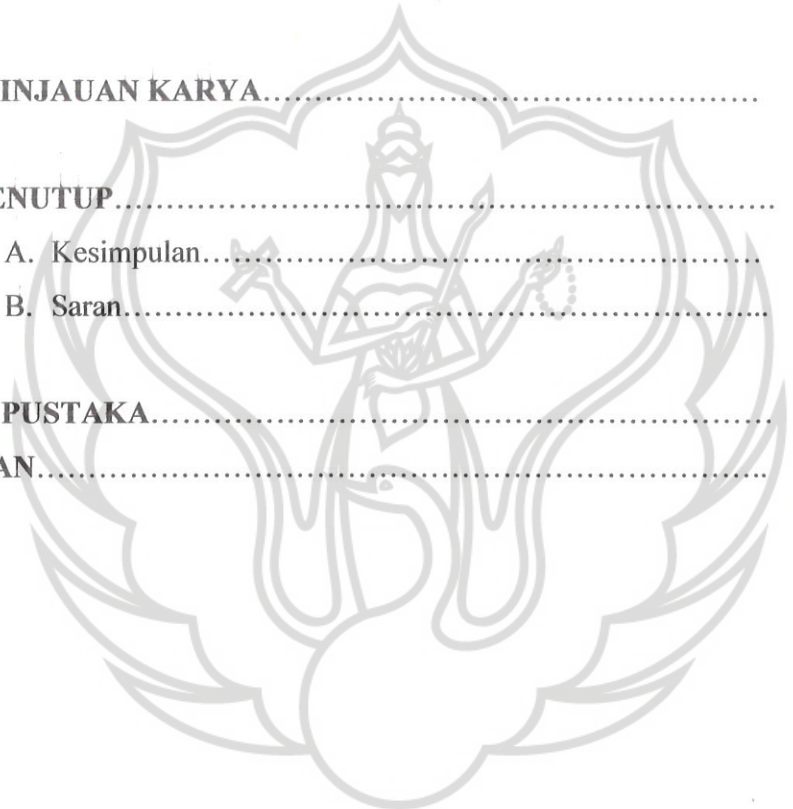 INJAUAN KARYA..................................................
ENUTUP..................................................................
A. Kesimpulan.......................................................
B. Saran.................................................................
PUSTAKA..............................................................
AN.........................................................................